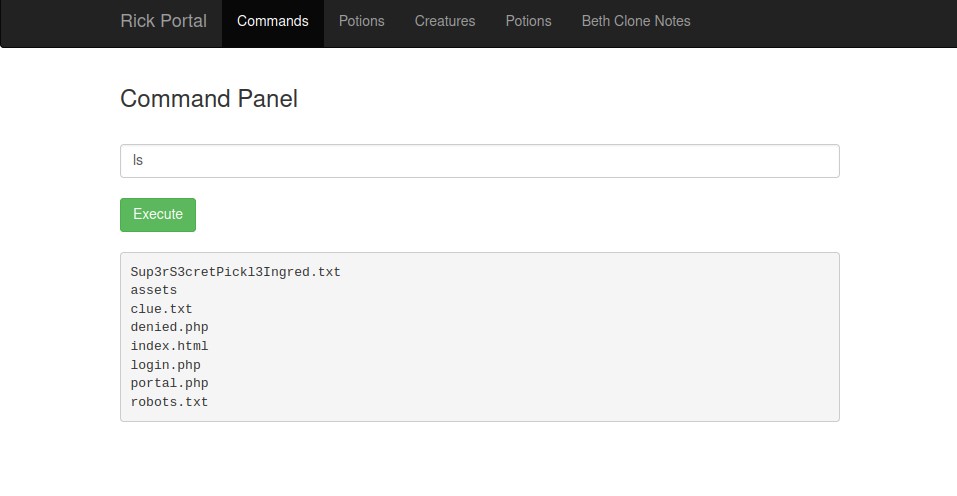 Rick Portal Commands Potions Creatures Potions Beth Clone Notes
Command Panel
ls
Execute
Sup3rS3cretPickl3Ingred.txt
assets
clue.txt
denied.php
index.html
login.php
portal.php
robots.txt